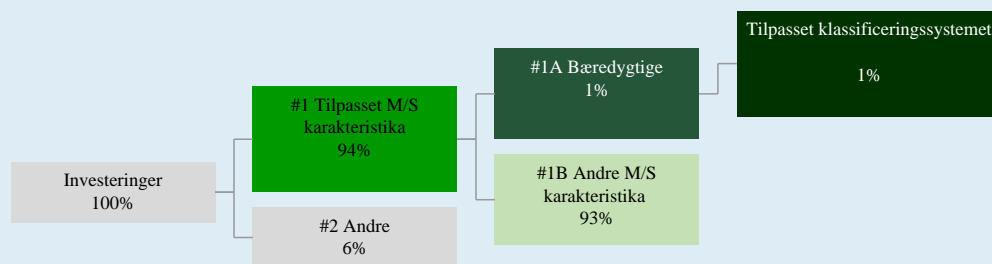 Investeringer
100%
#1 Tilpasset M/S
karakteristika
94%
#2 Andre
6%
#1A Bæredygtige
1%
#1B Andre M/S
karakteristika
93%
Tilpasset klassificeringssystemet
1%